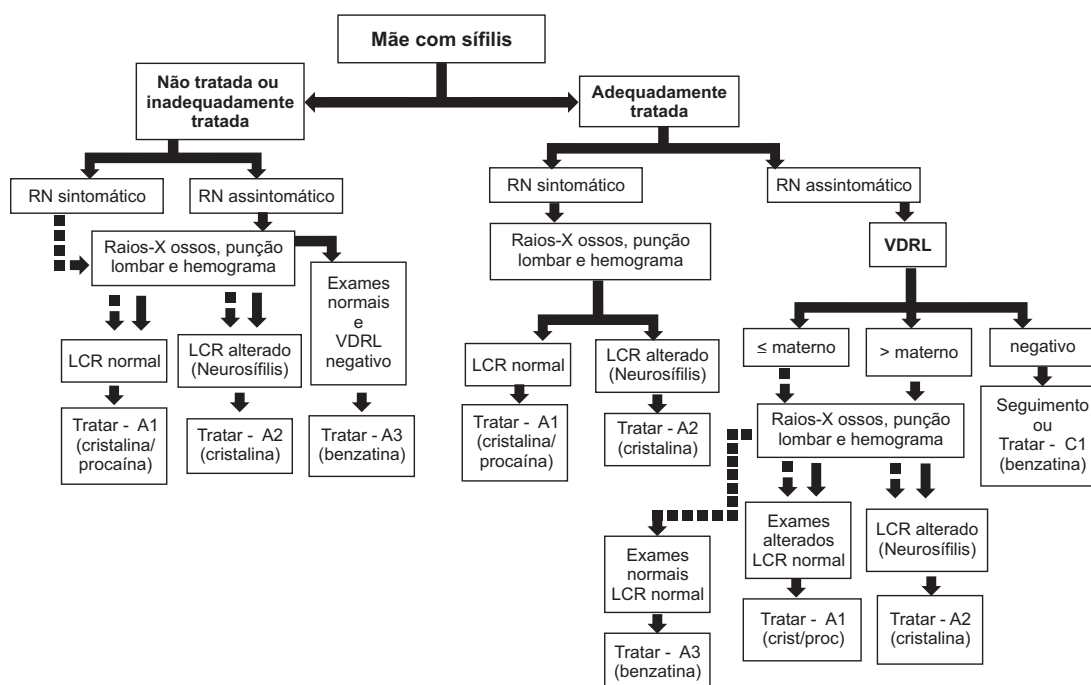 Mãe com sífilis
Não tratada ou
inadequadamente
tratada
Adequadamente
tratada
RN sintomático
RN assintomático
RN sintomático
RN assintomático
Raios-X ossos, punção
lombar e hemograma
Exames
normais
e
VDRL
negativo
Raios-X ossos, punção
lombar e hemograma
VDRL
LCR normal
LCR alterado
(Neurosífilis)
LCR normal
LCR alterado
(Neurosífilis)
≤ materno
> materno
negativo
Tratar - A1
(cristalina/
procaína)
Tratar - A2
(cristalina)
Tratar - A3
(benzatina)
Tratar - A1
(cristalina/
procaína)
Tratar - A2
(cristalina)
Raios-X ossos, punção
lombar e hemograma
Seguimento
ou
Tratar - C1
(benzatina)
Exames
normais
LCR normal
Exames
alterados
LCR normal
LCR alterado
(Neurosífilis)
Tratar - A3
(benzatina)
Tratar - A1
(crist/proc)
Tratar - A2
(cristalina)